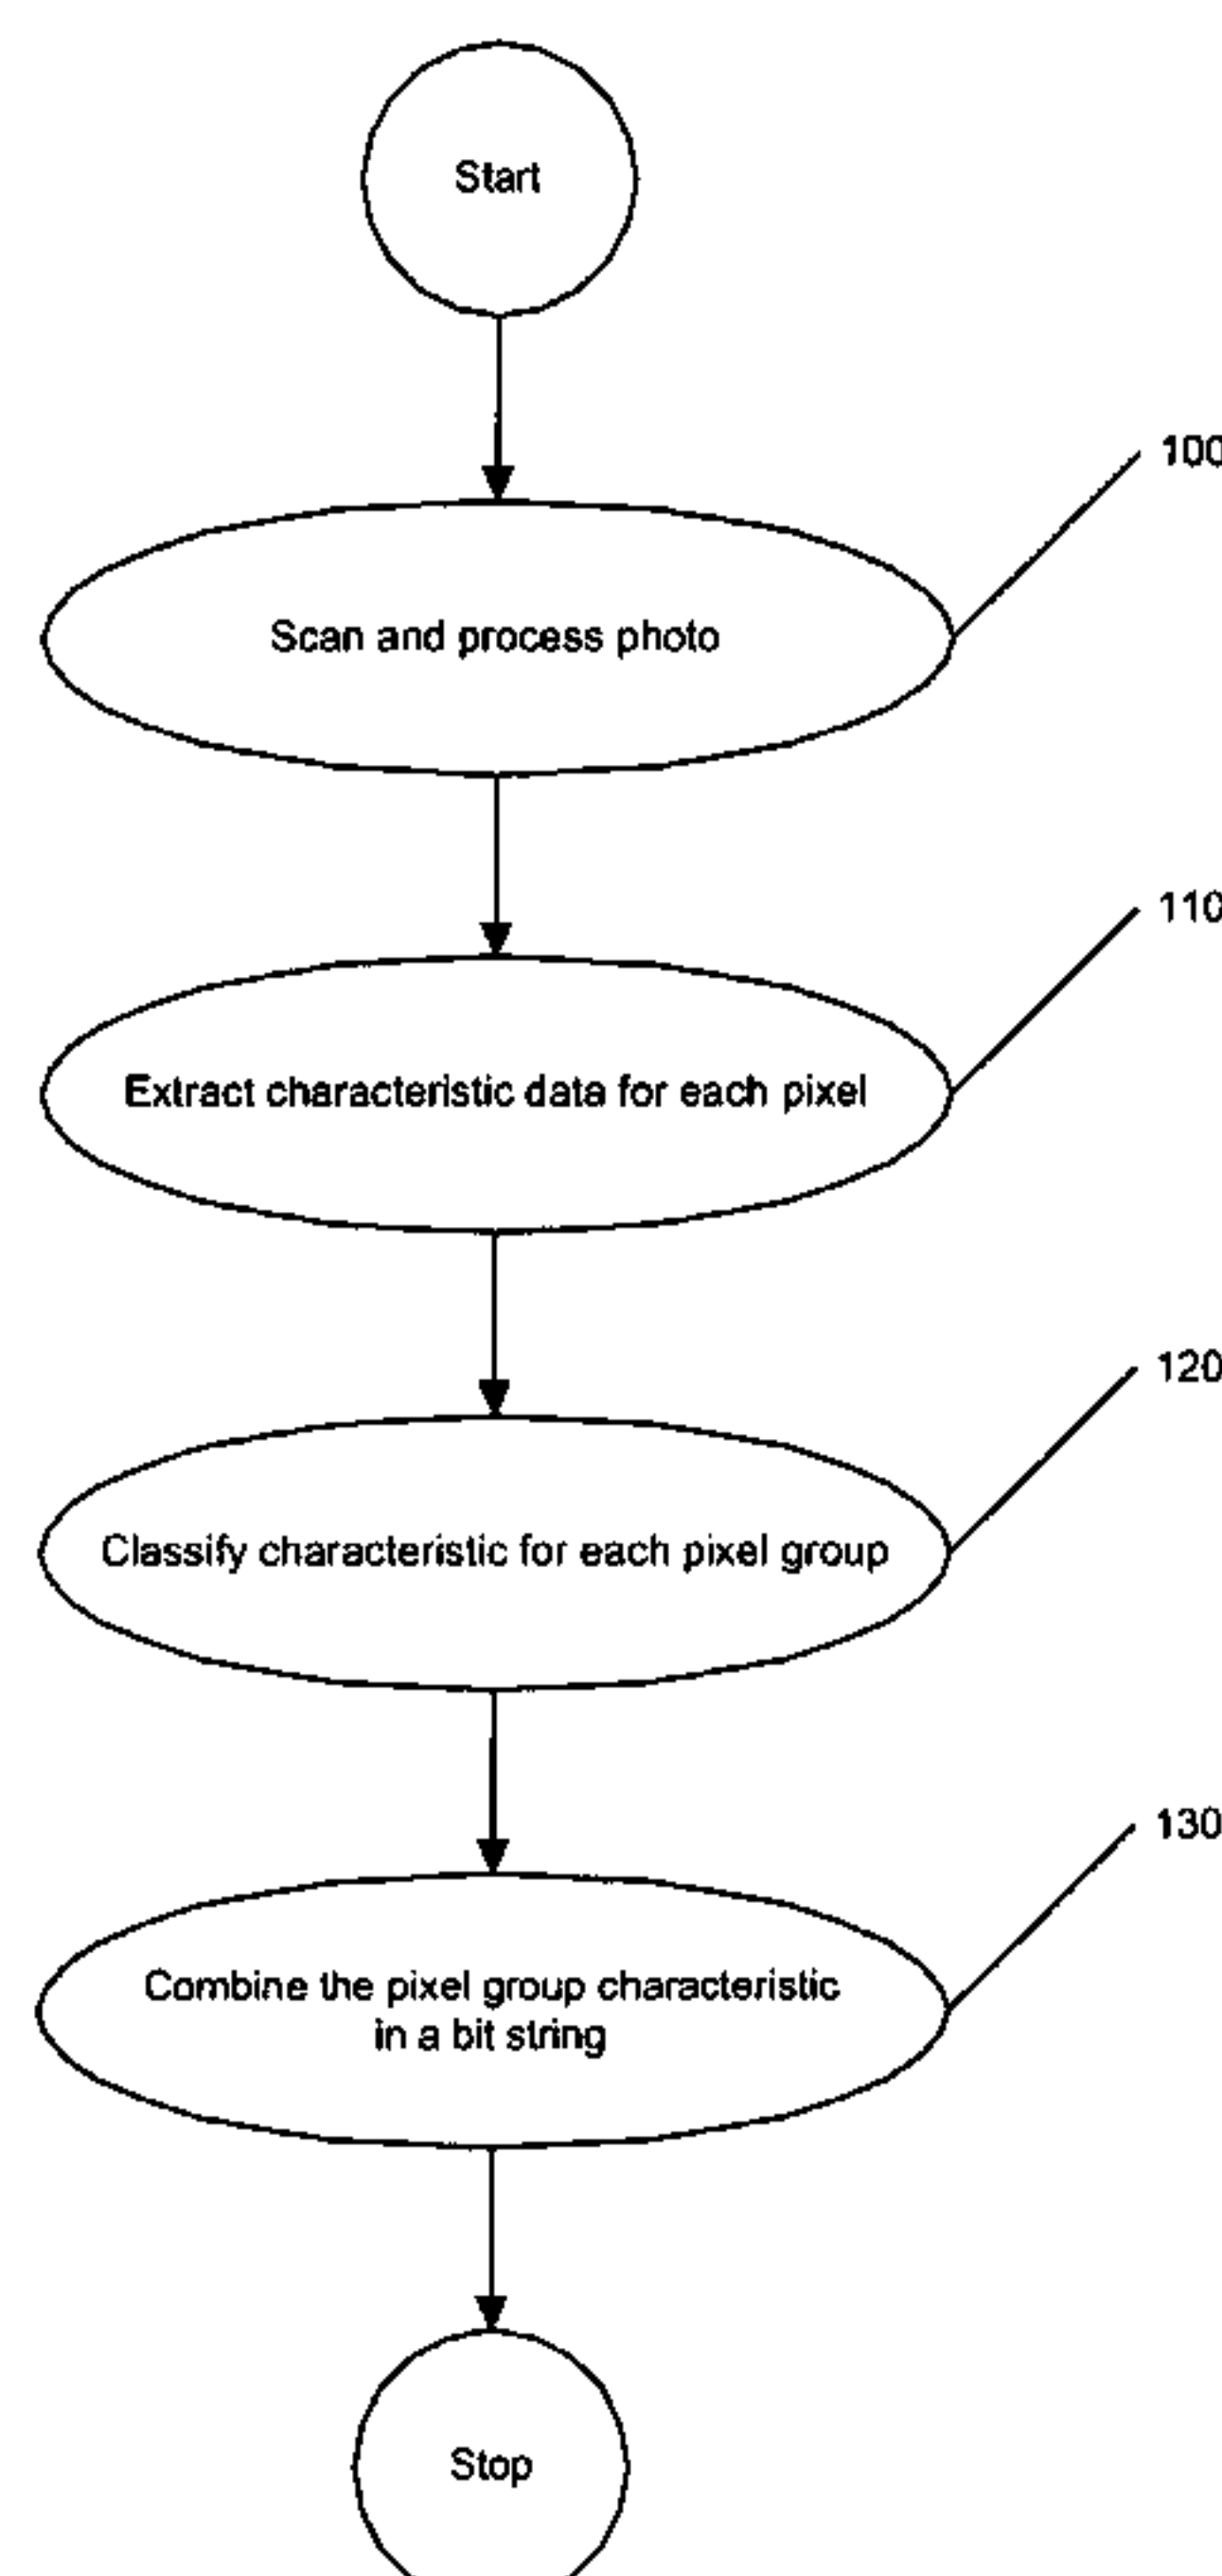 Start
100
Scan and process photo
110
Extract characteristic data for each pixel
120
Classify characteristic for each pixel group
130
Combine the pixel group characteristic
in a bit string
Stop